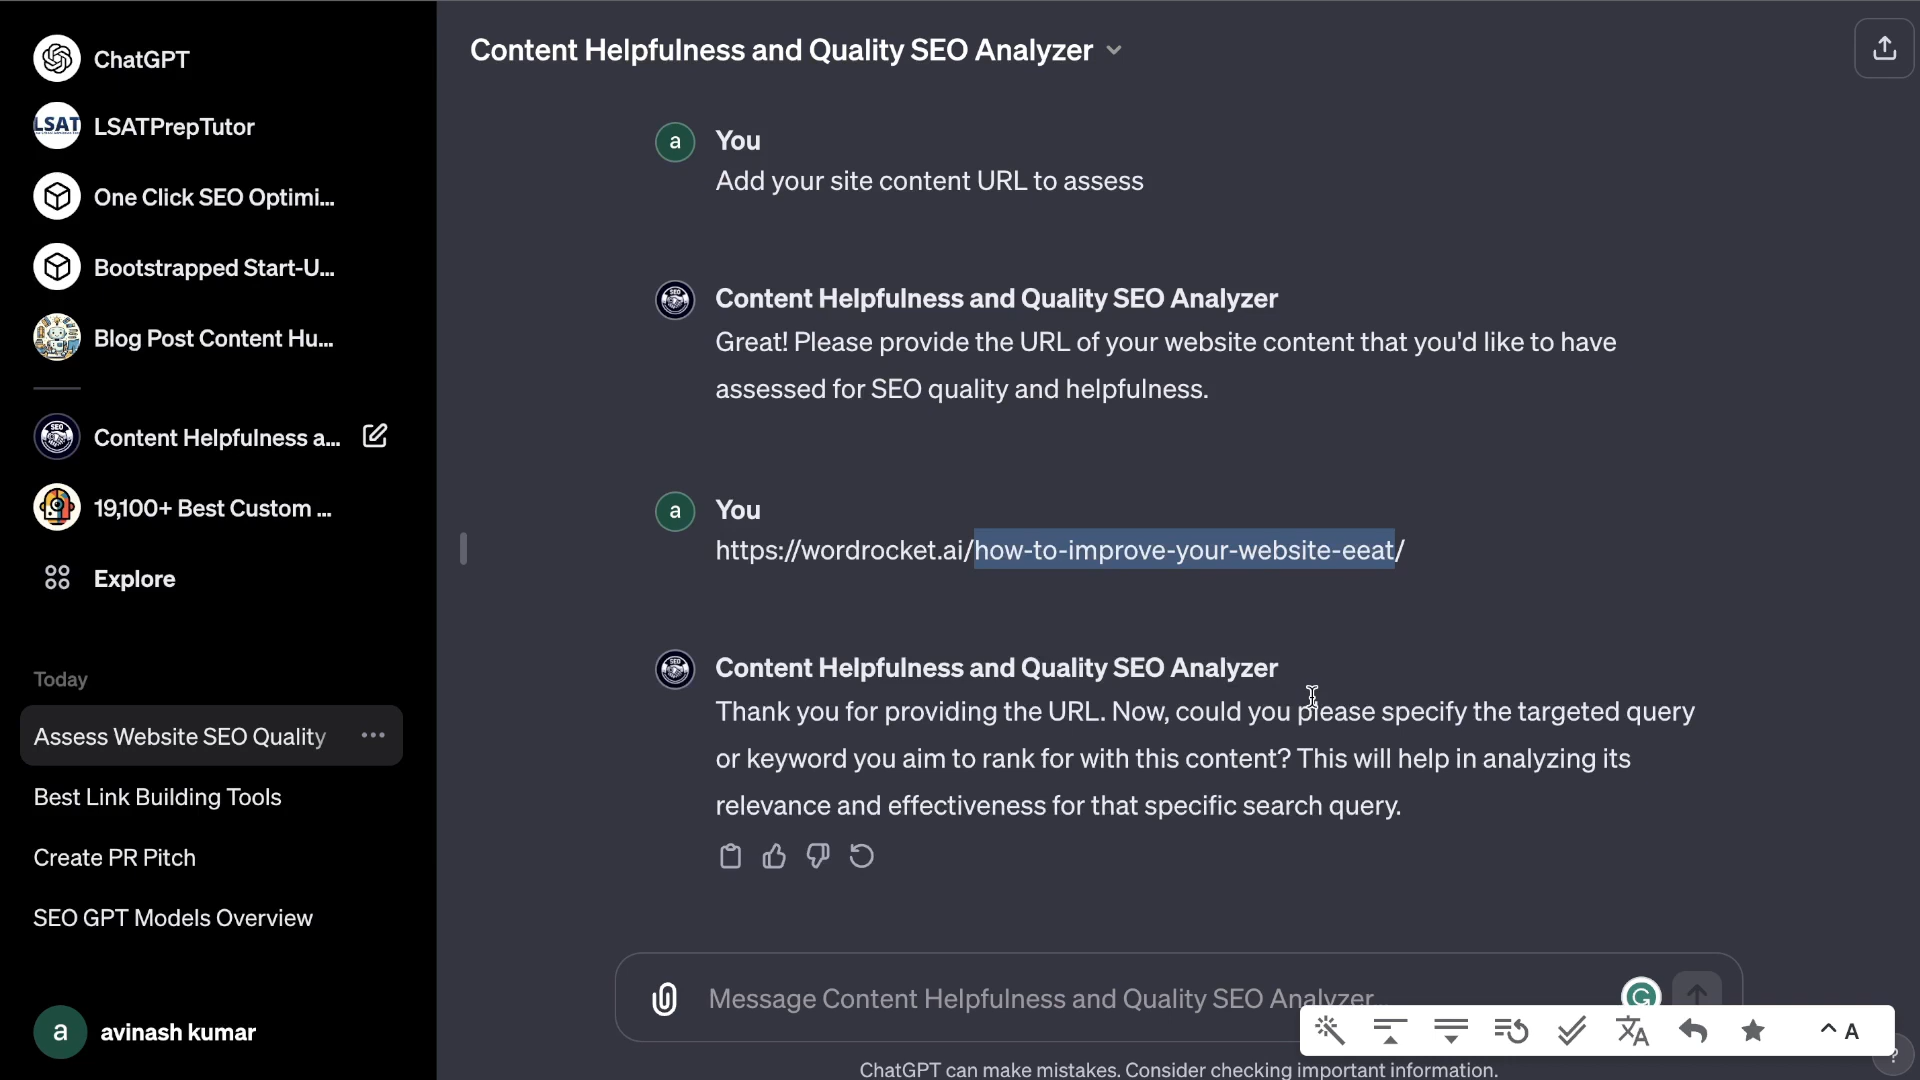 ChatGPT
LSAT
LSATPrepTutor
One Click SEO Optimi...
Bootstrapped Start-U...
Blog Post Content Hu...
SEO
Content Helpfulness a...
19,100+ Best Custom ...
Explore
Today
Assess Website SEO Quality
Best Link Building Tools
Create PR Pitch
SEO GPT Models Overview
a
avinash kumar
Content Helpfulness and Quality SEO Analyzer
a
You
Add your site content URL to assess
SEO
Content Helpfulness and Quality SEO Analyzer
Great! Please provide the URL of your website content that you'd like to have
assessed for SEO quality and helpfulness.
a
You
https://wordrocket.ai/how-to-improve-your-website-eeat/
SEO
Content Helpfulness and Quality SEO Analyzer
Thank you for providing the URL. Now, could you please specify the targeted query
or keyword you aim to rank for with this content? This will help in analyzing its
relevance and effectiveness for that specific search query.
Message Content Helpfulness and Quality SEO Analyzer...
G
A
ChatGPT can make mistakes. Consider checking important information.
?